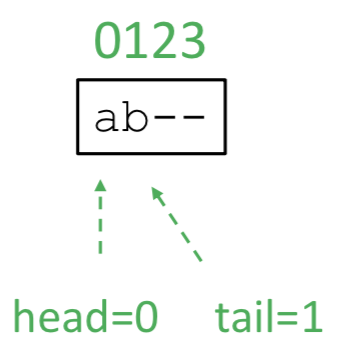 0123
ab--
head=0 tail=1